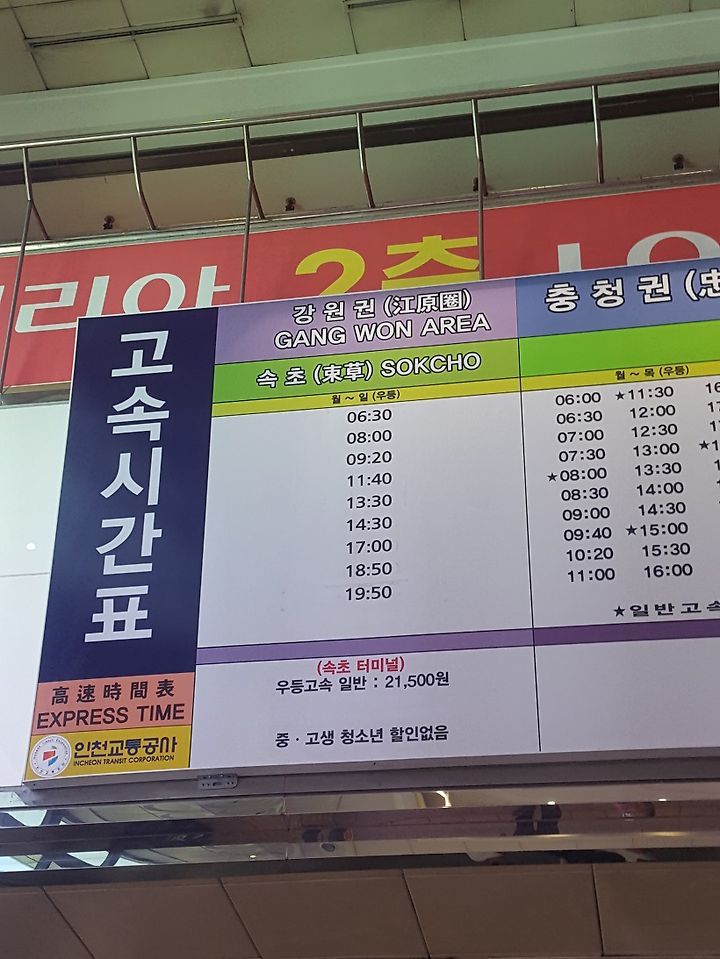 리아 2층
고속시간표
高速時間表
EXPRESS TIME
인천교통공사
INCHEON TRANSIT CORPORATION
강원권 (江原圈)
GANG WON AREA
속초 (束草) SOKCHO
월 ~ 일 (우등)
06:30
08:00
09:20
11:40
13:30
14:30
17:00
18:50
19:50
(속초 터미널)
우등고속 일반 : 21,500원
중 · 고생 청소년 할인없음
충청권 (忠
월 ~ 목 (우등)
06:00 ★11:30
06:30 12:00
07:00 12:30
07:30 13:00
★08:00 13:30
08:30 14:00
09:00 14:30
09:40 ★15:00
10:20 15:30
11:00 16:00
★일반고속